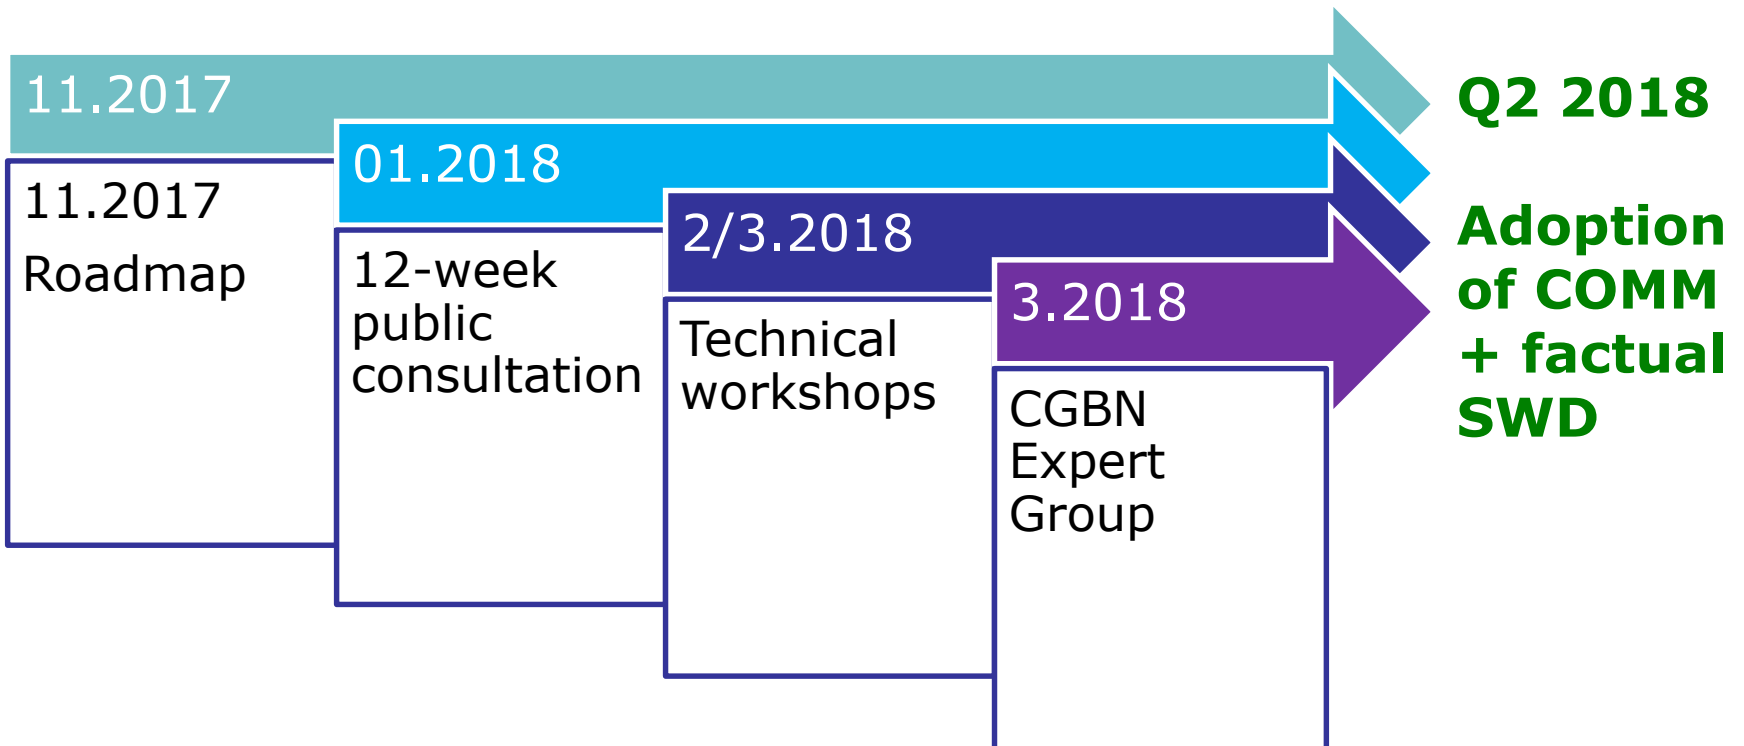 11.2017
11.2017
Roadmap
01.2018
12-week
public
consultation
2/3.2018
Technical
workshops
3.2018
CGBN
Expert
Group
Q2 2018
Adoption
of COMM
+ factual
SWD